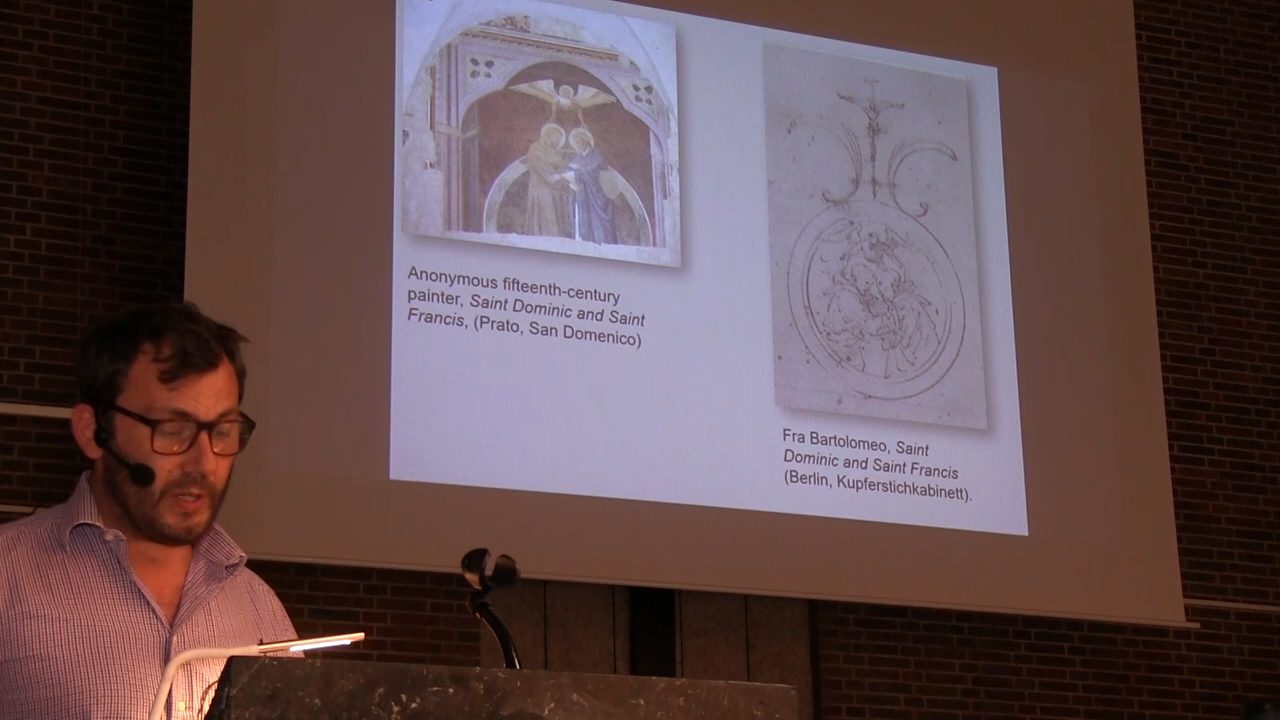 Anonymous fifteenth-century
painter, Saint Dominic and Saint
Francis, (Prato, San Domenico)
Fra Bartolomeo, Saint
Dominic and Saint Francis
(Berlin, Kupferstichkabinett).